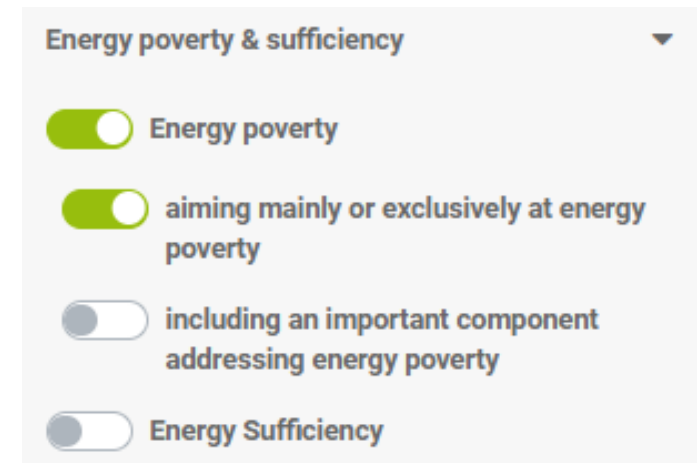 Energy poverty & sufficiency
Energy poverty
aiming mainly or exclusively at energy
poverty
including an important component
addressing energy poverty
Energy Sufficiency